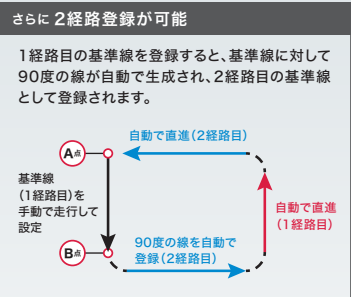 さらに 2経路登録が可能
1経路目の基準線を登録すると、基準線に対して
90度の線が自動で生成され、2経路目の基準線
として登録されます。
自動で直進(2経路目)
A点
基準線
(1経路目)を
手動で走行して
設定
自動で直進
(1経路目)
B点
90度の線を自動で
登録(2経路目)